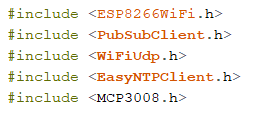 #include <ESP8266WiFi.h>
#include <PubSubClient.h>
#include <WiFiUdp.h>
#include <EasyNTPClient.h>
#include <MCP3008.h>